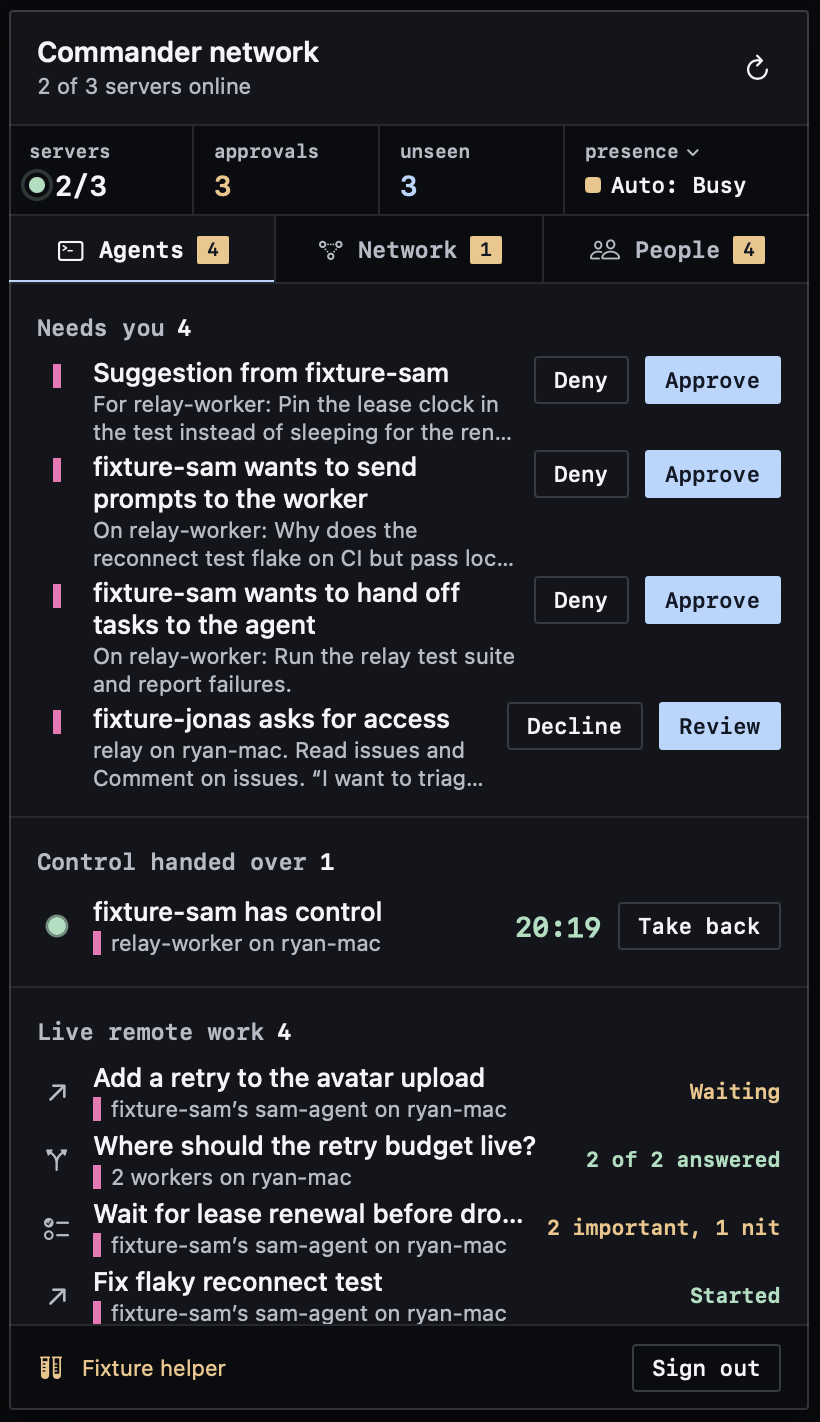 Commander network
2 of 3 servers online
servers
2/3
approvals
3
unseen
3
presence
Auto: Busy
Agents 4
Network 1
People 4
Needs you 4
Suggestion from fixture-sam
For relay-worker: Pin the lease clock in
the test instead of sleeping for the ren...
Deny
Approve
fixture-sam wants to send
prompts to the worker
On relay-worker: Why does the
reconnect test flake on CI but pass loc...
Deny
Approve
fixture-sam wants to hand off
tasks to the agent
On relay-worker: Run the relay test suite
and report failures.
Deny
Approve
fixture-jonas asks for access
relay on ryan-mac. Read issues and
Comment on issues. “I want to triag...
Decline
Review
Control handed over 1
fixture-sam has control
relay-worker on ryan-mac
20:19
Take back
Live remote work 4
Add a retry to the avatar upload
fixture-sam’s sam-agent on ryan-mac
Waiting
Where should the retry budget live?
2 workers on ryan-mac
2 of 2 answered
Wait for lease renewal before dro...
fixture-sam’s sam-agent on ryan-mac
2 important, 1 nit
Fix flaky reconnect test
fixture-sam’s sam-agent on ryan-mac
Started
Fixture helper
Sign out